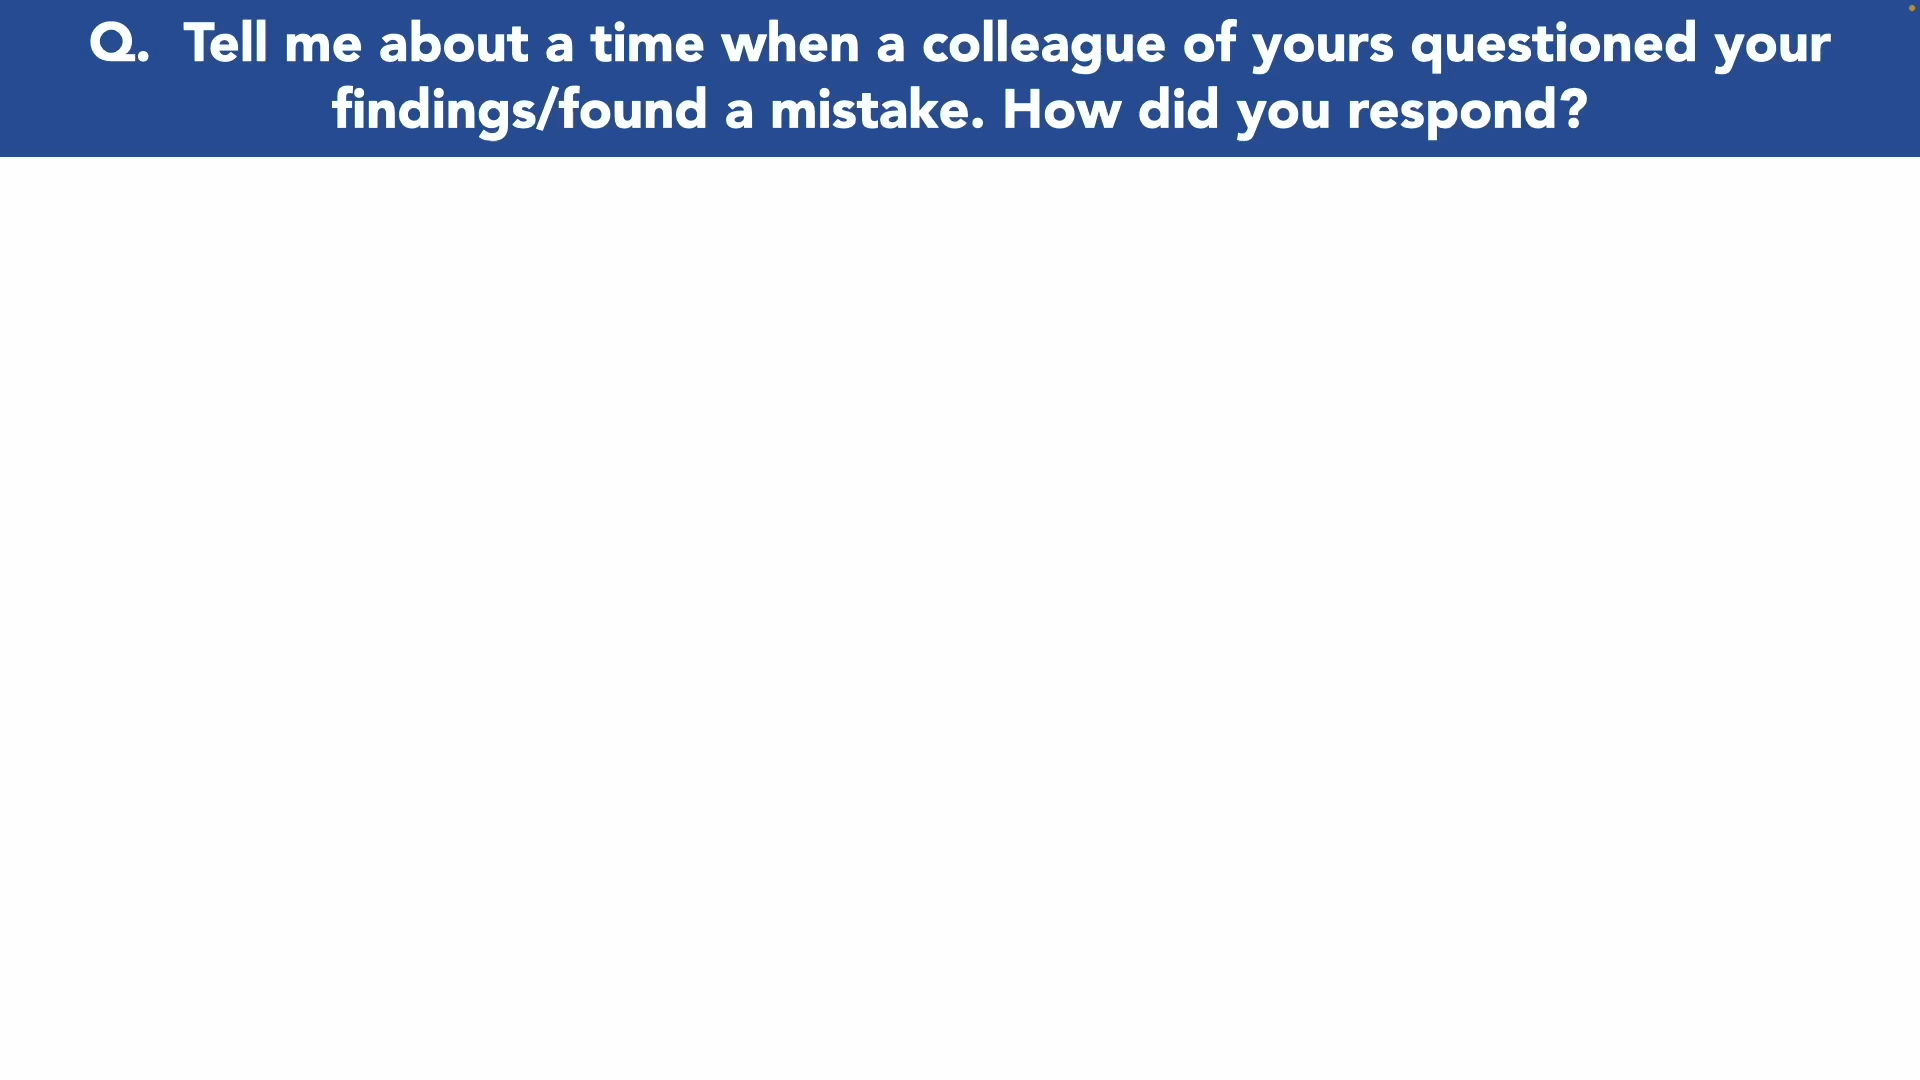 Q. Tell me about a time when a colleague of yours questioned your
findings/found a mistake. How did you respond?